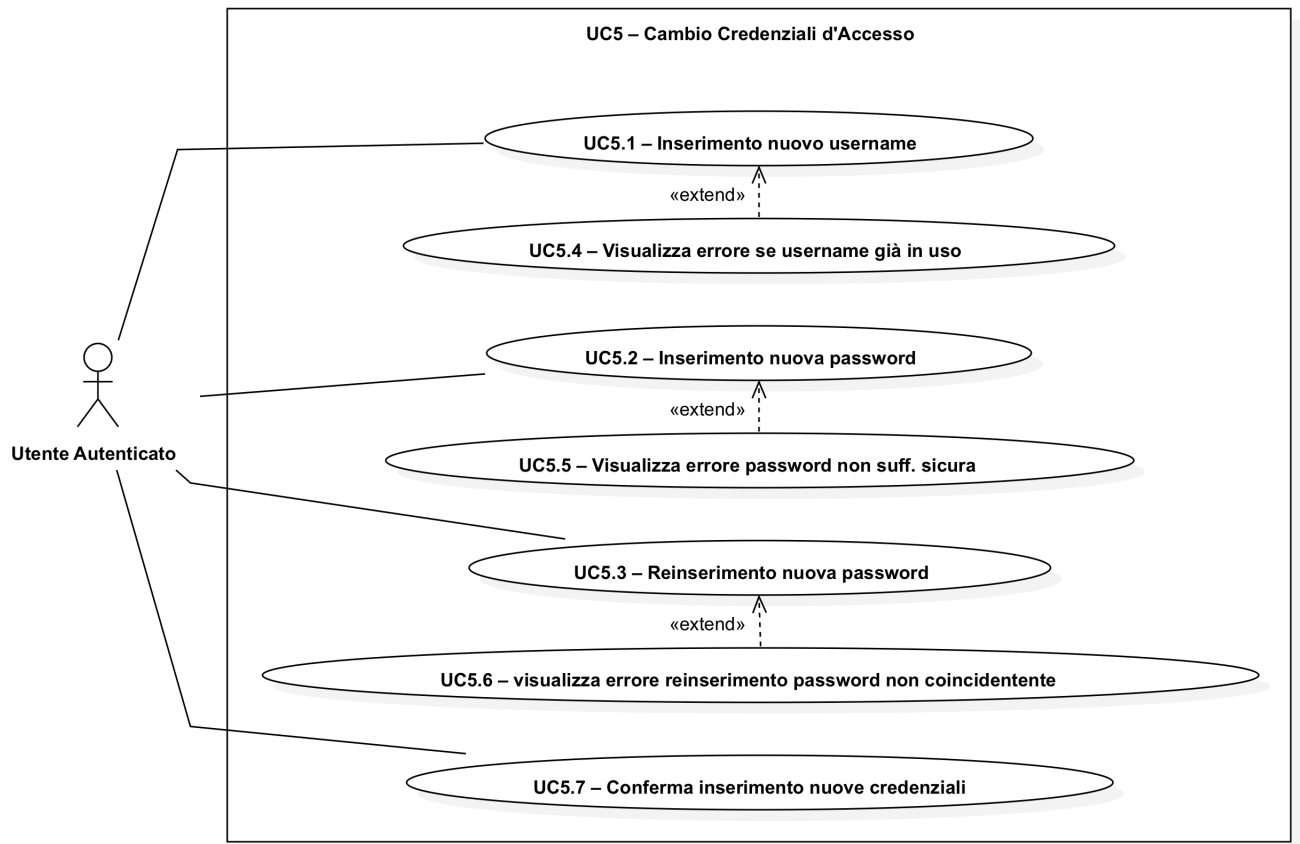 UC5 – Cambio Credenziali d'Accesso
UC5.1 – Inserimento nuovo username
«extend»
UC5.4 – Visualizza errore se username già in uso
UC5.2 – Inserimento nuova password
«extend»
Utente Autenticato
UC5.5 – Visualizza errore password non suff. sicura
UC5.3 – Reinserimento nuova password
«extend»
UC5.6 – visualizza errore reinserimento password non coincidentente
UC5.7 – Conferma inserimento nuove credenziali